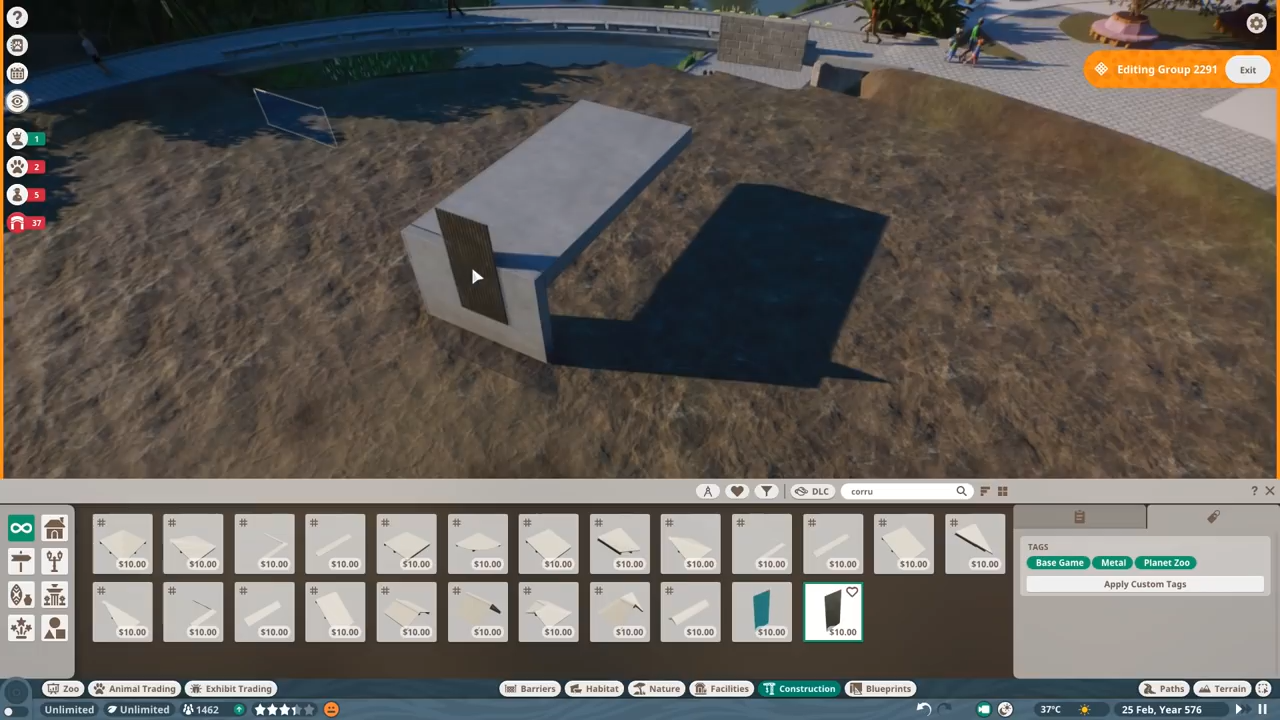 ?
Editing Group 2291
Exit
1
2
5
37
DLC
corru
?
# # # # # # # # # # # # #
$10.00 $10.00 $10.00 $10.00 $10.00 $10.00 $10.00 $10.00 $10.00 $10.00 $10.00 $10.00 $10.00
# # # # # # # # #
$10.00 $10.00 $10.00 $10.00 $10.00 $10.00 $10.00 $10.00 $10.00 $10.00 $10.00
TAGS
Base Game Metal Planet Zoo
Apply Custom Tags
Zoo Animal Trading Exhibit Trading Barriers Habitat Nature Facilities Construction Blueprints Paths Terrain
Unlimited Unlimited 1462 37°C 25 Feb, Year 576